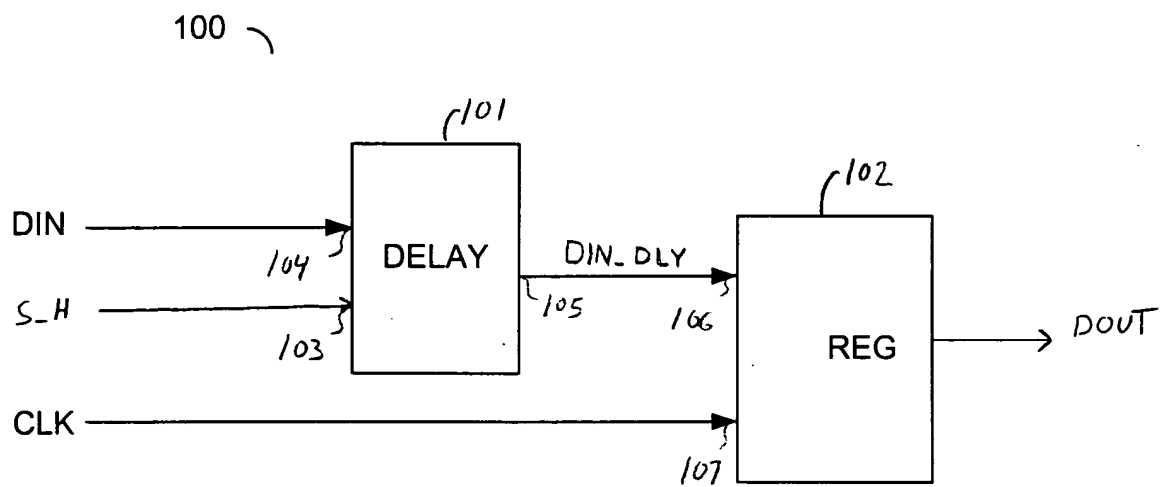 100
101
DIN
104
DELAY
S_H
103
DIN_DLY
105
102
106
REG
DOUT
CLK
107